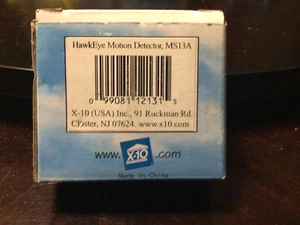 HawkEye Motion Detector, MS13A
0 99081 12131 5
X-10 (USA) Inc., 91 Ruckman Rd.
Closter, NJ 07624. www.x10.com
www.X-10.com
Made in China